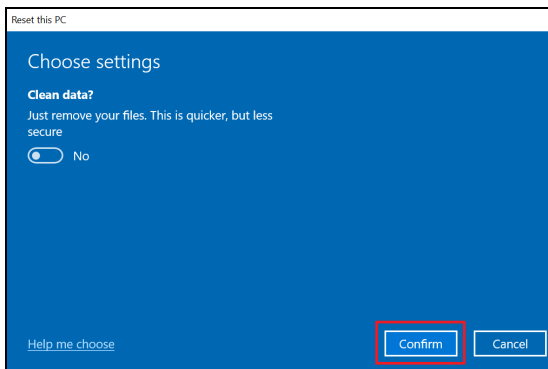 Reset this PC
Choose settings
Clean data?
Just remove your files. This is quicker, but less
secure
No
Help me choose
Confirm
Cancel